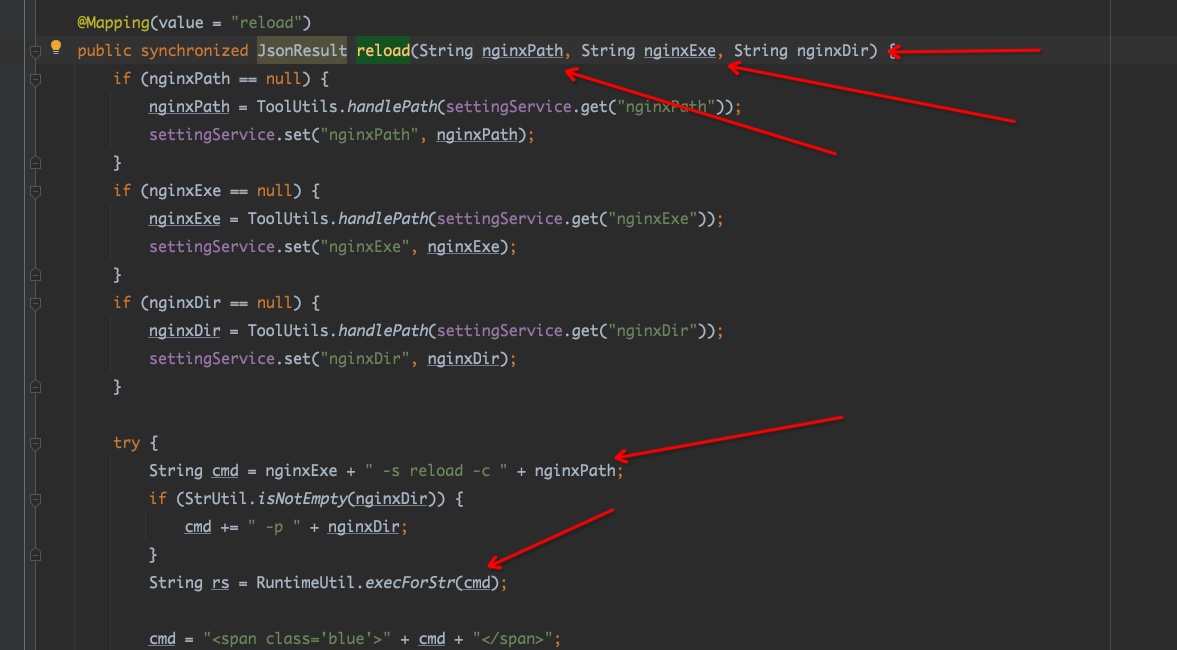 @Mapping(value = "reload")
public synchronized JsonResult reload(String nginxPath, String nginxExe, String nginxDir) {
if (nginxPath == null) {
nginxPath = ToolUtils.handlePath(settingService.get("nginxPath"));
settingService.set("nginxPath", nginxPath);
}
if (nginxExe == null) {
nginxExe = ToolUtils.handlePath(settingService.get("nginxExe"));
settingService.set("nginxExe", nginxExe);
}
if (nginxDir == null) {
nginxDir = ToolUtils.handlePath(settingService.get("nginxDir"));
settingService.set("nginxDir", nginxDir);
}
try {
String cmd = nginxExe + " -s reload -c " + nginxPath;
if (StrUtil.isNotEmpty(nginxDir)) {
cmd += " -p " + nginxDir;
}
String rs = RuntimeUtil.execForStr(cmd);
cmd = "<span class='blue'>" + cmd + "</span>";